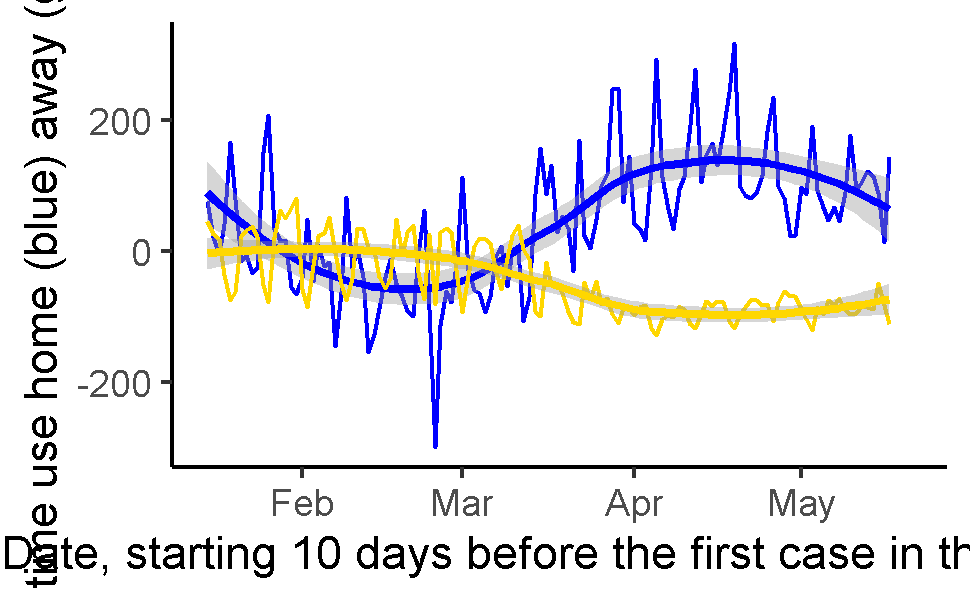 time use home (blue) away (
200
0
-200
Feb Mar Apr May
Date, starting 10 days before the first case in th